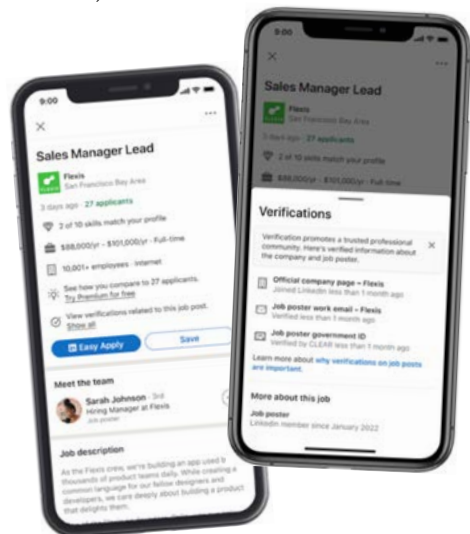 9:00
Sales Manager Lead
Flexis
San Francisco Bay Area
3 days ago · 27 applicants
2 of 10 skills match your profile
$88,000/yr - $101,000/yr · Full-time
10,001+ employees · Internet
See how you compare to 27 applicants.
Try Premium for free
View verifications related to this job post.
Show all
Easy Apply
Save
Meet the team
Sarah Johnson · 3rd
Hiring Manager at Flexis
Job poster
Job description
As the Flexis crew, we're building an app used b
thousands of product teams daily. While creating a
common language for our fellow designers and
developers, we care deeply about building a product
that delights them.
9:00
Sales Manager Lead
Flexis
San Francisco Bay Area
3 days ago · 27 applicants
2 of 10 skills match your profile
$88,000/yr - $101,000/yr · Full-time
Verifications
Verification promotes a trusted professional
community. Here's verified information about
the company and job poster.
Official company page – Flexis
Joined LinkedIn less than 1 month ago
Job poster work email – Flexis
Verified less than 1 month ago
Job poster government ID
Verified by CLEAR less than 1 month ago
Learn more about why verifications on job posts
are important.
More about this job
Job poster
LinkedIn member since January 2022